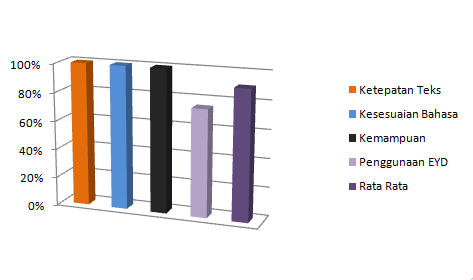 100%
80%
60%
40%
20%
0%
Ketepatan Teks
Kesesuaian Bahasa
Kemampuan
Penggunaan EYD
Rata Rata